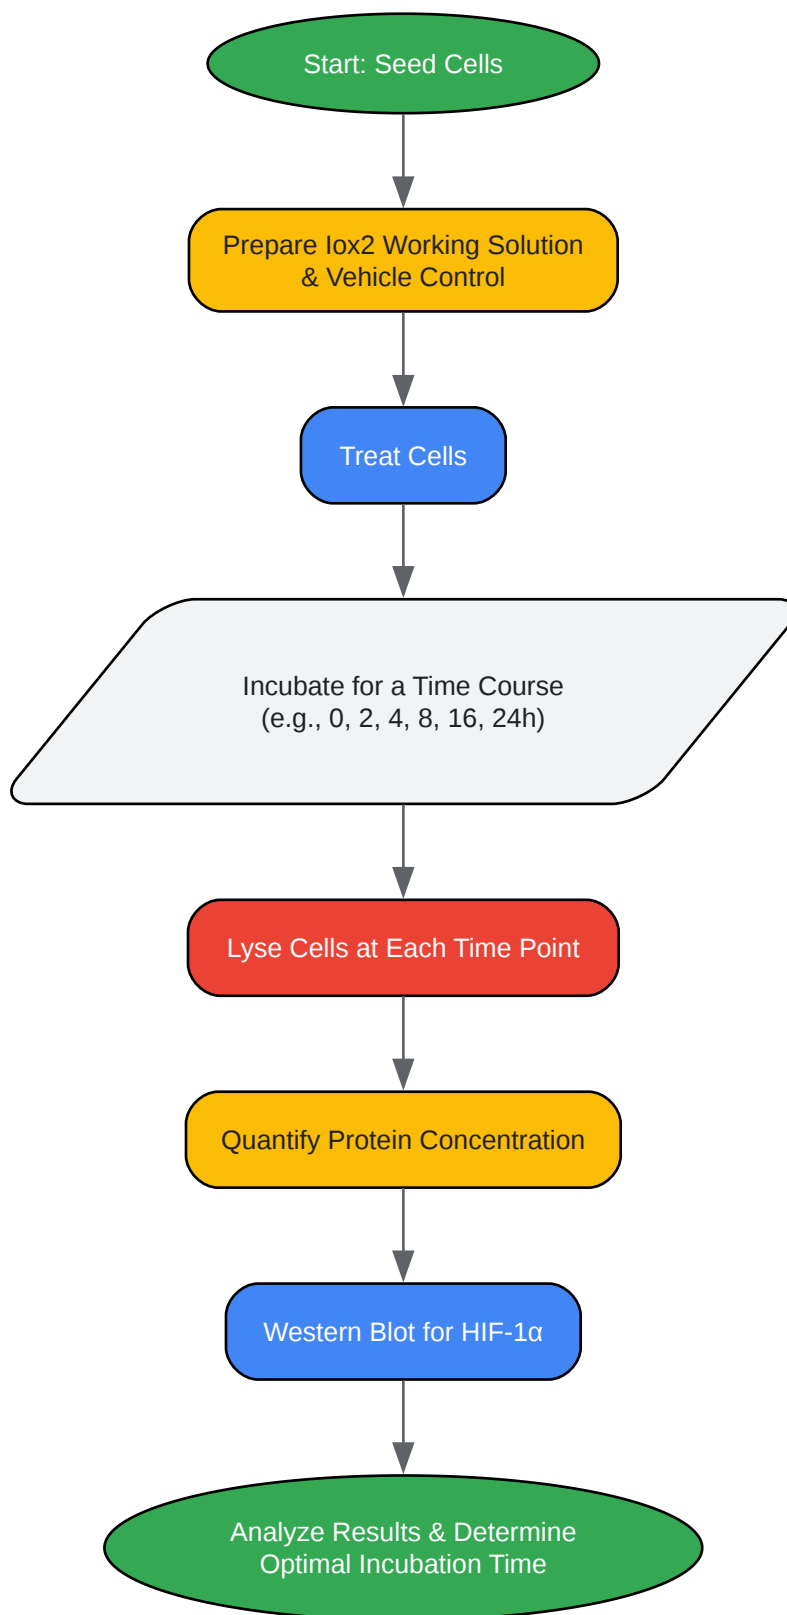 Start: Seed Cells
Prepare Iox2 Working Solution
& Vehicle Control
Treat Cells
Incubate for a Time Course
(e.g., 0, 2, 4, 8, 16, 24h)
Lyse Cells at Each Time Point
Quantify Protein Concentration
Western Blot for HIF-1α
Analyze Results & Determine
Optimal Incubation Time